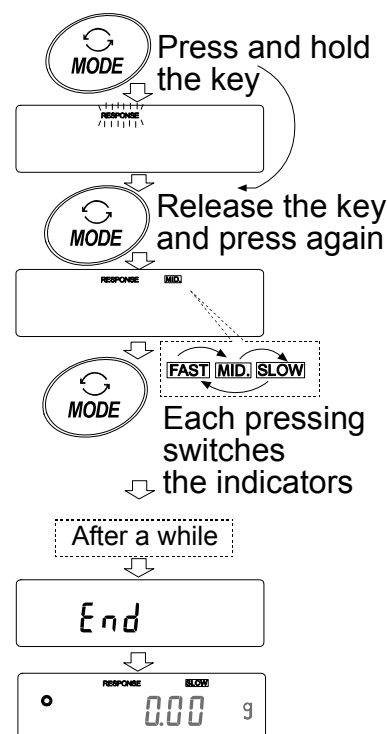 MODE
Press and hold
the key
RESPONSE
MODE
Release the key
and press again
RESPONSE MID.
FAST MID. SLOW
MODE
Each pressing
switches
the indicators
After a while
End
RESPONSE SLOW
0.00 g